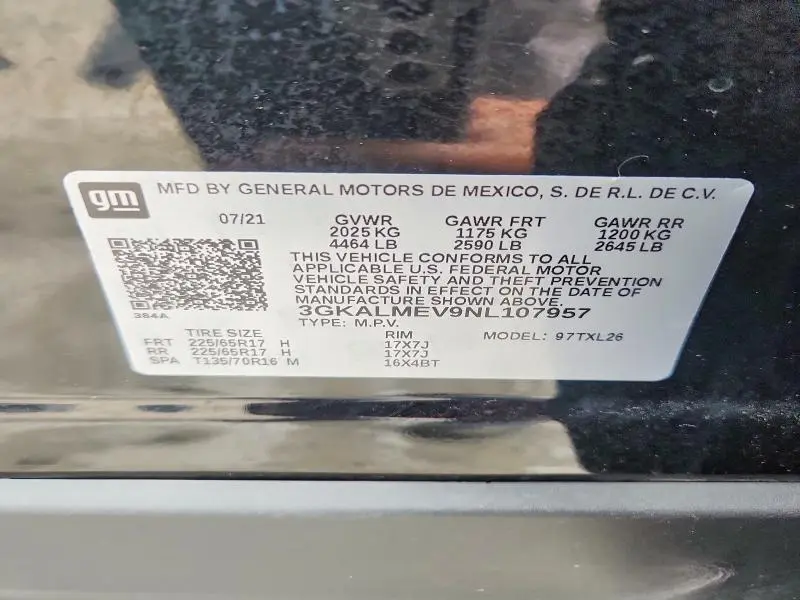 gm MFD BY GENERAL MOTORS DE MEXICO, S. DE R.L. DE C.V.
07/21 GVWR GAWR FRT GAWR RR
2025 KG 1175 KG 1200 KG
4464 LB 2590 LB 2645 LB
THIS VEHICLE CONFORMS TO ALL
APPLICABLE U.S. FEDERAL MOTOR
VEHICLE SAFETY AND THEFT PREVENTION
STANDARDS IN EFFECT ON THE DATE OF
MANUFACTURE SHOWN ABOVE.
384A 3GKALMEV9NL107957
TYPE: M.P.V. MODEL: 97TXL26
TIRE SIZE RIM
FRT 225/65R17 H 17X7J
RR 225/65R17 H 17X7J
SPA T135/70R16 M 16X4BT